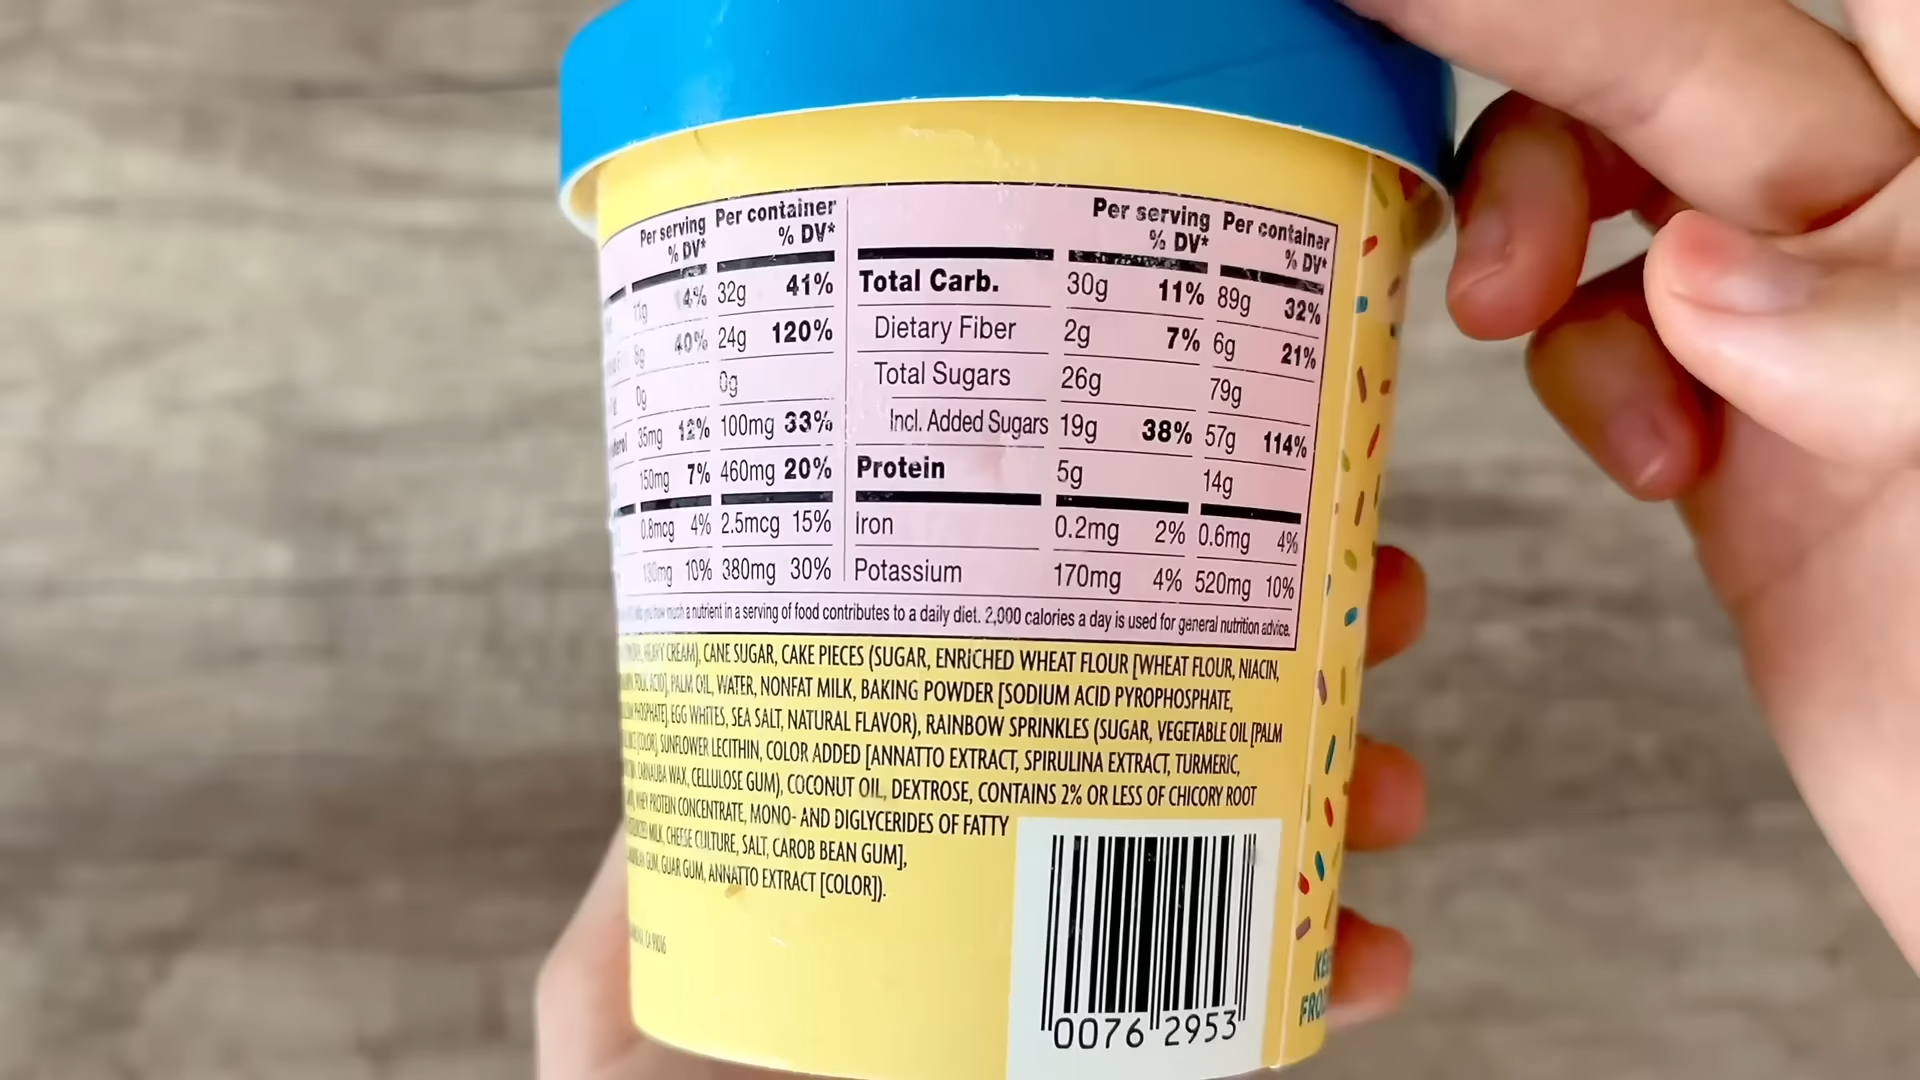 Per serving Per container
% DV* % DV*
11g 4% 32g 41%
8g 40% 24g 120%
0g 0g
35mg 12% 100mg 33%
150mg 7% 460mg 20%
0.8mcg 4% 2.5mcg 15%
130mg 10% 380mg 30%
Per serving Per container
% DV* % DV*
Total Carb. 30g 11% 89g 32%
Dietary Fiber 2g 7% 6g 21%
Total Sugars 26g 79g
Incl. Added Sugars 19g 38% 57g 114%
Protein 5g 14g
Iron 0.2mg 2% 0.6mg 4%
Potassium 170mg 4% 520mg 10%
you how much a nutrient in a serving of food contributes to a daily diet. 2,000 calories a day is used for general nutrition advice.
HEAVY CREAM), CANE SUGAR, CAKE PIECES (SUGAR, ENRICHED WHEAT FLOUR [WHEAT FLOUR, NIACIN,
FOLIC ACID], PALM OIL, WATER, NONFAT MILK, BAKING POWDER [SODIUM ACID PYROPHOSPHATE,
PHOSPHATE], EGG WHITES, SEA SALT, NATURAL FLAVOR), RAINBOW SPRINKLES (SUGAR, VEGETABLE OIL [PALM
[COLOR], SUNFLOWER LECITHIN, COLOR ADDED [ANNATTO EXTRACT, SPIRULINA EXTRACT, TURMERIC,
CARNAUBA WAX, CELLULOSE GUM), COCONUT OIL, DEXTROSE, CONTAINS 2% OR LESS OF CHICORY ROOT
WHEY PROTEIN CONCENTRATE, MONO- AND DIGLYCERIDES OF FATTY
MILK, CHEESE CULTURE, SALT, CAROB BEAN GUM],
GUM, GUAR GUM, ANNATTO EXTRACT [COLOR]).
CA 91016
0076 2953